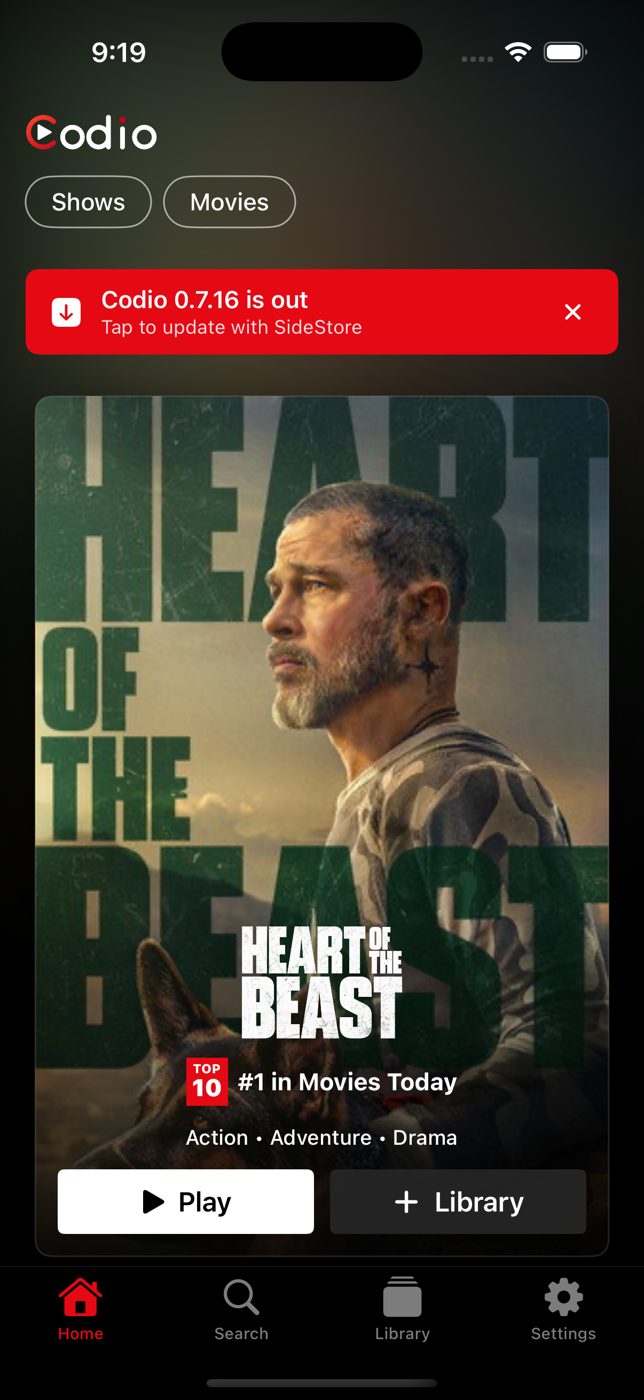 9:19
Codio
Shows
Movies
Codio 0.7.16 is out
Tap to update with SideStore
HEART
OF
THE
BEAST
HEART OF THE
BEAST
TOP
10
#1 in Movies Today
Action • Adventure • Drama
Play
Library
Home
Search
Library
Settings